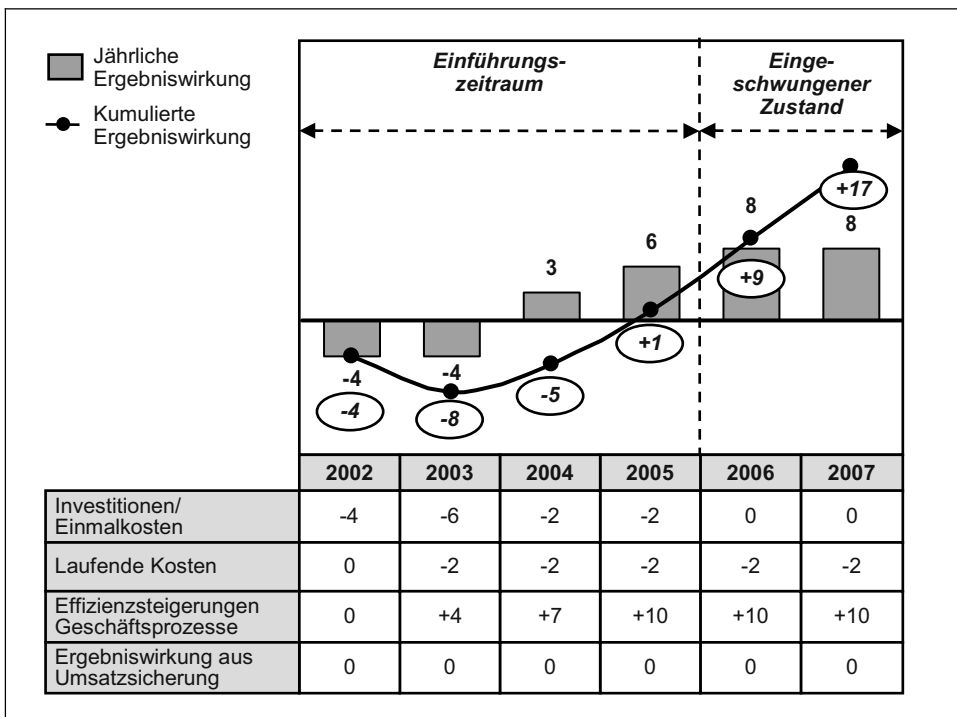 Jährliche
Ergebniswirkung
Kumulierte
Ergebniswirkung
Einführungs-
zeitraum
Einge-
schwungener
Zustand
-4 -4 3 6 8 8
-4 -8 -5 +1 +9 +17
2002 2003 2004 2005 2006 2007
Investitionen/
Einmalkosten
-4 -6 -2 -2 0 0
Laufende Kosten
0 -2 -2 -2 -2 -2
Effizienzsteigerungen
Geschäftsprozesse
0 +4 +7 +10 +10 +10
Ergebniswirkung aus
Umsatzsicherung
0 0 0 0 0 0